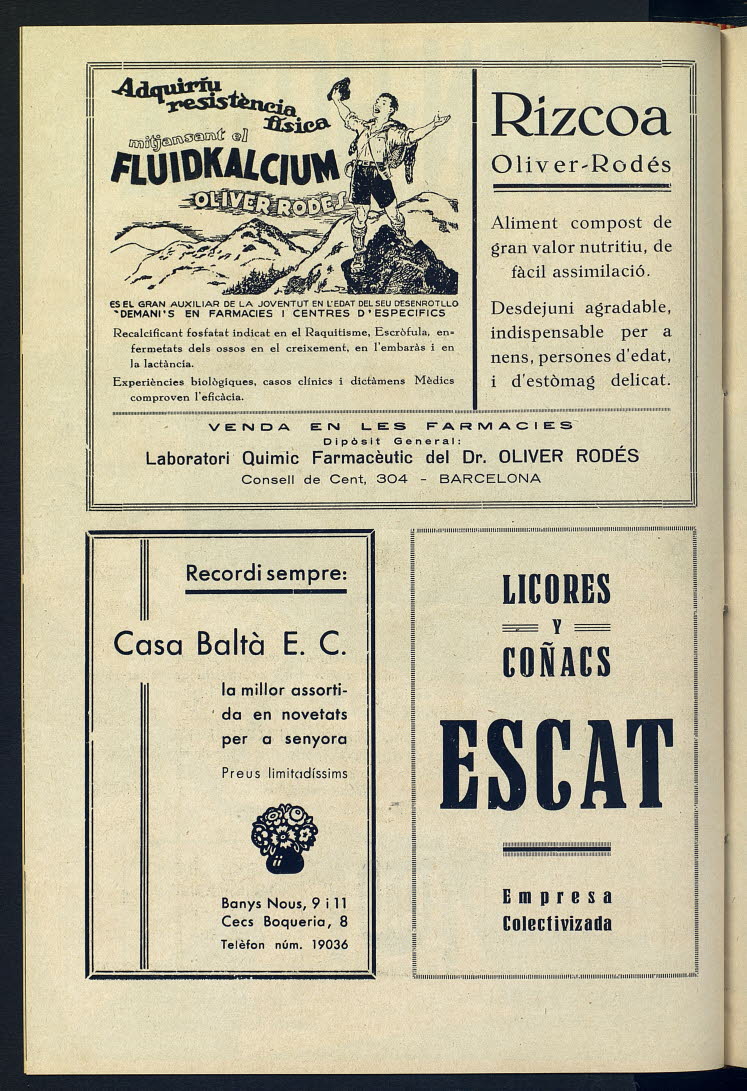 Adquiríu
resistència
física
mitjansant el
FLUIDKALCIUM
OLIVER RODES
ES EL GRAN AUXILIAR DE LA JOVENTUT EN L'EDAT DEL SEU DESENROTLLO
DEMANI'S EN FARMACIES I CENTRES D'ESPECIFICS
Recalcificant fosfatat indicat en el Raquitisme, Escròfula, en-
fermetats dels ossos en el creixement, en l'embaràs i en
la lactància.
Experiències biològiques, casos clínics i dictàmens Mèdics
comproven l'eficàcia.
Rizcoa
Oliver-Rodés
Aliment compost de
gran valor nutritiu, de
fàcil assimilació.
Desdejuni agradable,
indispensable per a
nens, persones d'edat,
i d'estòmag delicat.
VENDA EN LES FARMACIES
Dipòsit General:
Laboratori Quimic Farmacèutic del Dr. OLIVER RODÉS
Consell de Cent, 304 - BARCELONA
Recordi sempre:
Casa Baltà E. C.
la millor assorti-
da en novetats
per a senyora
Preus limitadíssims
Banys Nous, 9 i 11
Cecs Boqueria, 8
Telèfon núm. 19036
LICORES
Y
COÑACS
ESCAT
Empresa
Colectivizada